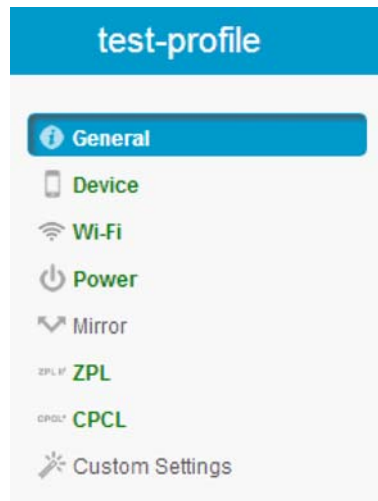 test-profile
General
Device
Wi-Fi
Power
Mirror
ZPL
CPCL
Custom Settings